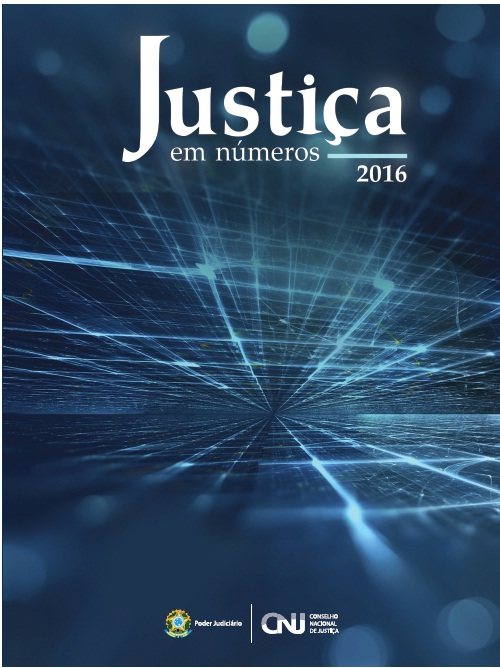 Justiça
em números
2016
Poder Judiciário
CNJ
CONSELHO
NACIONAL
DE JUSTIÇA